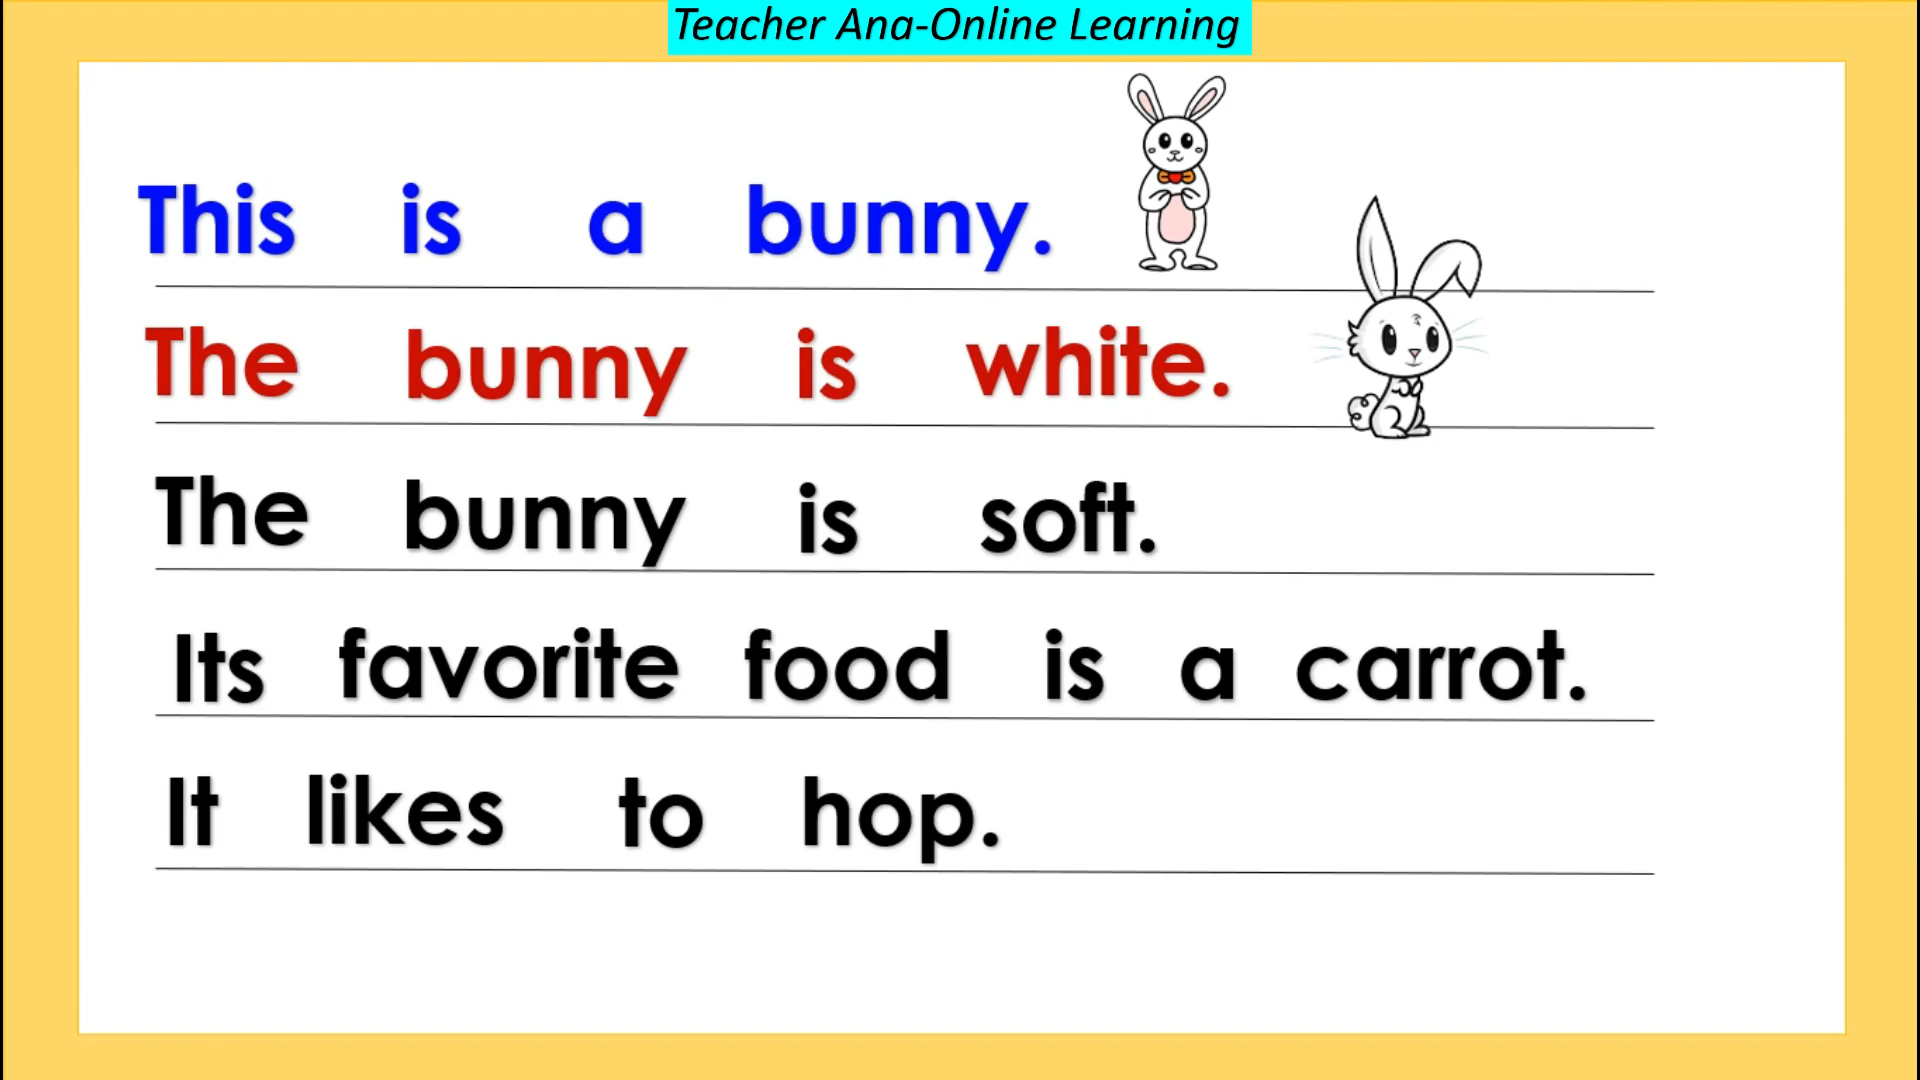 Teacher Ana-Online Learning
This is a bunny.
The bunny is white.
The bunny is soft.
Its favorite food is a carrot.
It likes to hop.